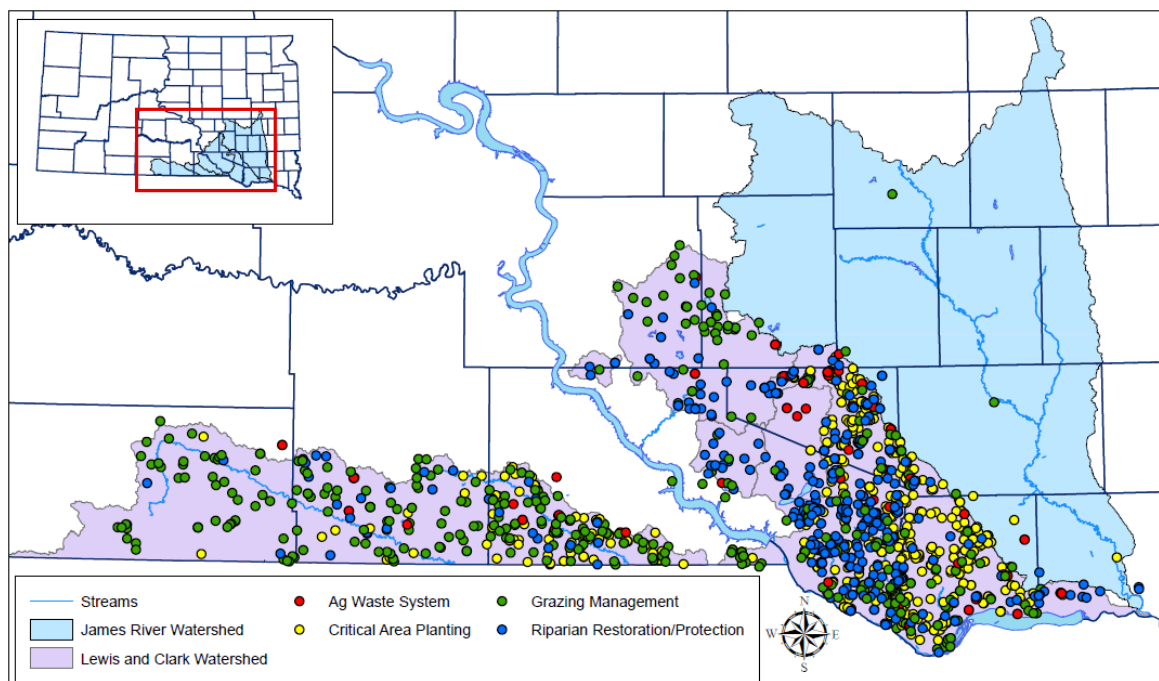 Streams
James River Watershed
Lewis and Clark Watershed
Ag Waste System
Critical Area Planting
Grazing Management
Riparian Restoration/Protection
N
W E
S